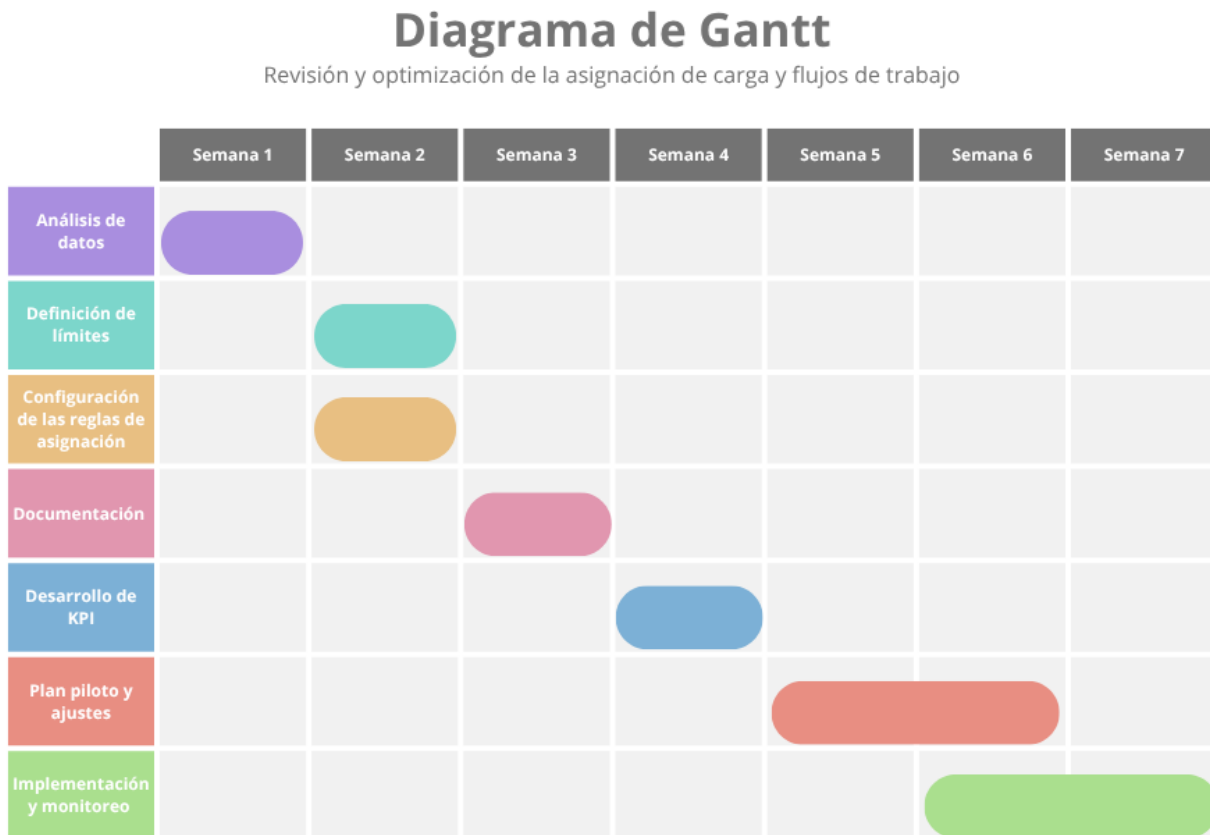 Diagrama de Gantt
Revisión y optimización de la asignación de carga y flujos de trabajo
Semana 1
Semana 2
Semana 3
Semana 4
Semana 5
Semana 6
Semana 7
Análisis de
datos
Definición de
límites
Configuración
de las reglas de
asignación
Documentación
Desarrollo de
KPI
Plan piloto y
ajustes
Implementación
y monitoreo